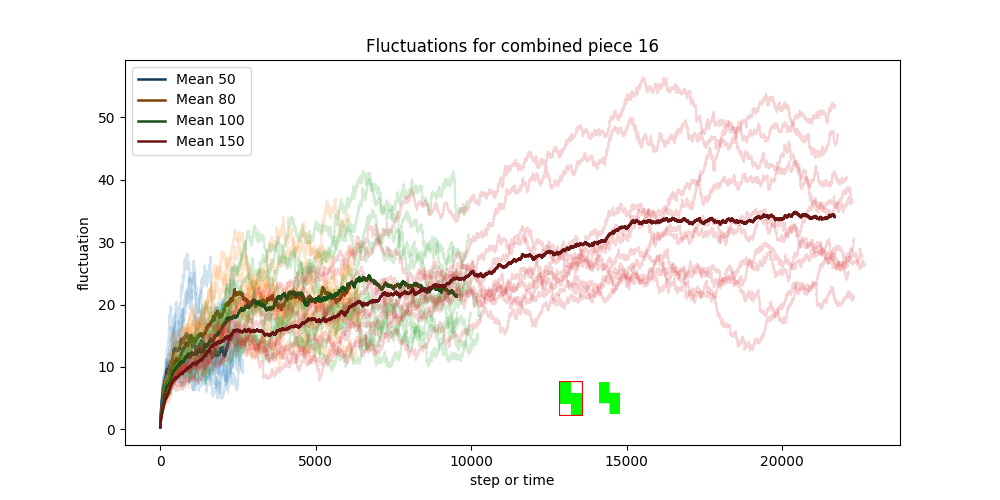 Fluctuations for combined piece 16
Mean 50
Mean 80
Mean 100
Mean 150
fluctuation
50
40
30
20
10
0
0 5000 10000 15000 20000
step or time